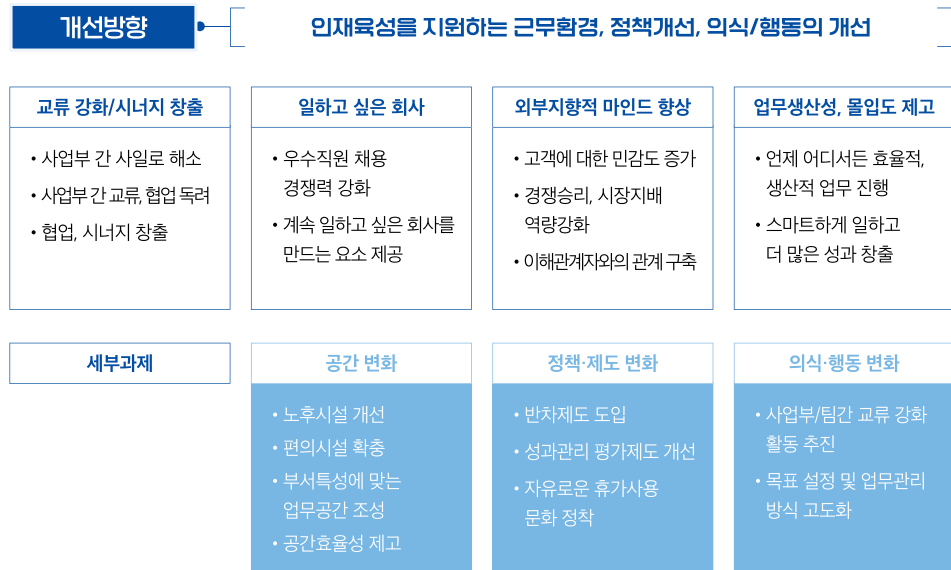 개선방향
인재육성을 지원하는 근무환경, 정책개선, 의식/행동의 개선
교류 강화/시너지 창출
• 사업부 간 사일로 해소
• 사업부 간 교류, 협업 독려
• 협업, 시너지 창출
일하고 싶은 회사
• 우수직원 채용
경쟁력 강화
• 계속 일하고 싶은 회사를
만드는 요소 제공
외부지향적 마인드 향상
• 고객에 대한 민감도 증가
• 경쟁승리, 시장지배
역량강화
• 이해관계자와의 관계 구축
업무생산성, 몰입도 제고
• 언제 어디서든 효율적,
생산적 업무 진행
• 스마트하게 일하고
더 많은 성과 창출
세부과제
공간 변화
• 노후시설 개선
• 편의시설 확충
• 부서특성에 맞는
업무공간 조성
• 공간효율성 제고
정책·제도 변화
• 반차제도 도입
• 성과관리 평가제도 개선
• 자유로운 휴가사용
문화 정착
의식·행동 변화
• 사업부/팀간 교류 강화
활동 추진
• 목표 설정 및 업무관리
방식 고도화